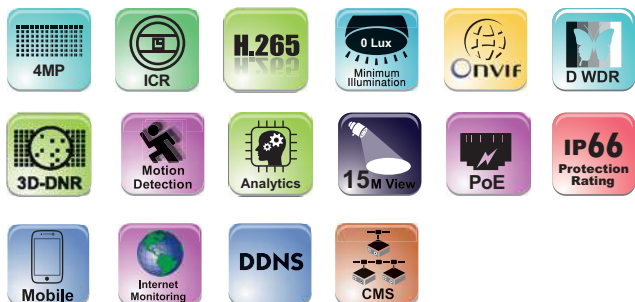 4MP
ICR
H.265
0 Lux
Minimum
Illumination
ONVIF
D WDR
3D-DNR
Motion
Detection
Analytics
15M View
PoE
IP66
Protection
Rating
Mobile
Internet
Monitoring
DDNS
CMS